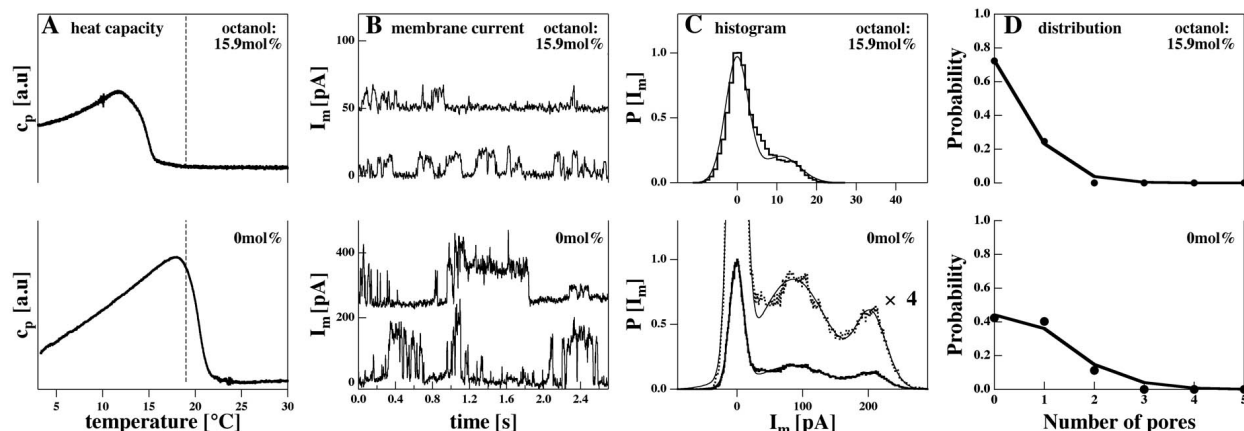 A heat capacity octanol:
15.9mol%
c_p [a.u]
0mol%
c_p [a.u]
5 10 15 20 25 30
temperature [°C]
B membrane current octanol:
15.9mol%
I_m [pA]
100
50
0
0mol%
I_m [pA]
400
200
0
0.0 0.4 0.8 1.2 1.6 2.0 2.4
time [s]
C histogram octanol:
15.9mol%
P [I_m]
1.0
0.5
0.0
0 10 20 30 40
0mol%
× 4
P [I_m]
1.0
0.5
0.0
0 100 200
I_m [pA]
D distribution octanol:
15.9mol%
Probability
1.0
0.8
0.6
0.4
0.2
0.0
0mol%
Probability
1.0
0.8
0.6
0.4
0.2
0.0
0 1 2 3 4 5
Number of pores